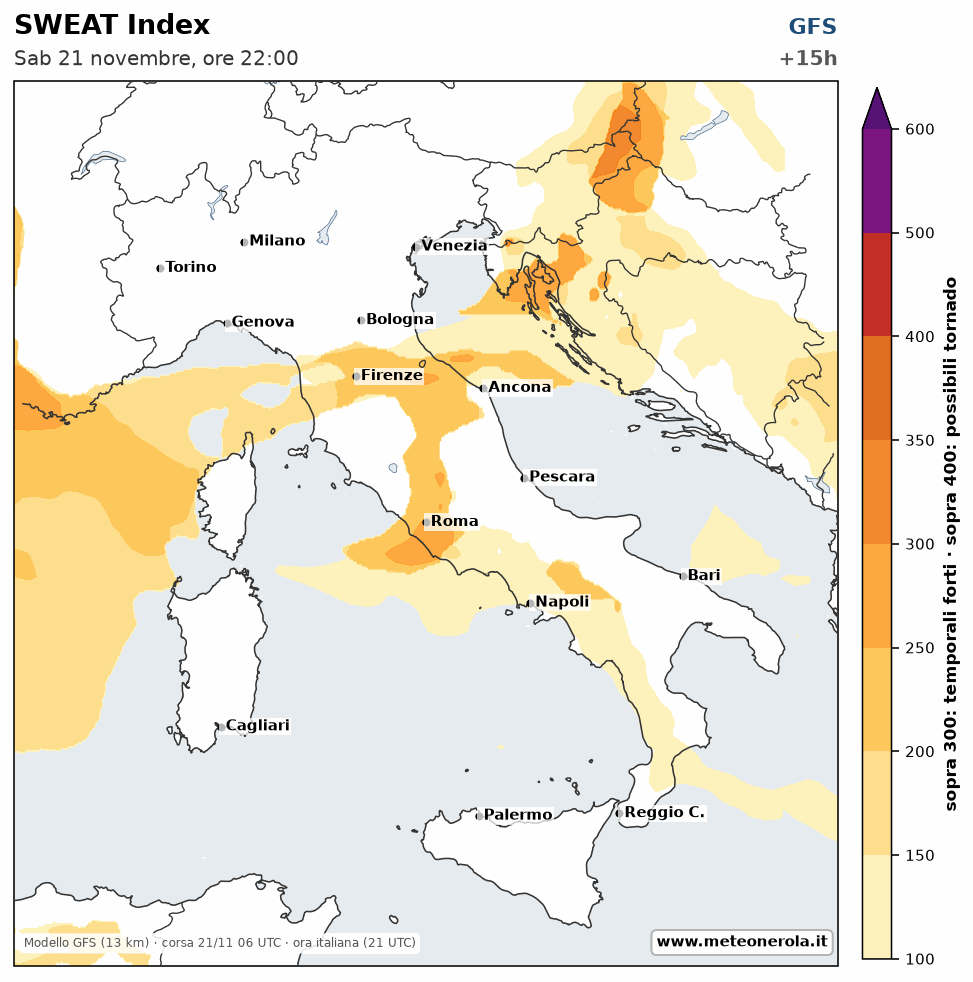 SWEAT Index
GFS
Sab 21 novembre, ore 22:00
+15h
600
Milano
Venezia
500
Torino
Genova
Bologna
400
Firenze
Ancona
350
Pescara
Roma
300
Bari
Napoli
250
Cagliari
200
Palermo
Reggio C.
150
100
sopra 300: temporali forti · sopra 400: possibili tornado
Modello GFS (13 km) · corsa 21/11 06 UTC · ora italiana (21 UTC)
www.meteonerola.it